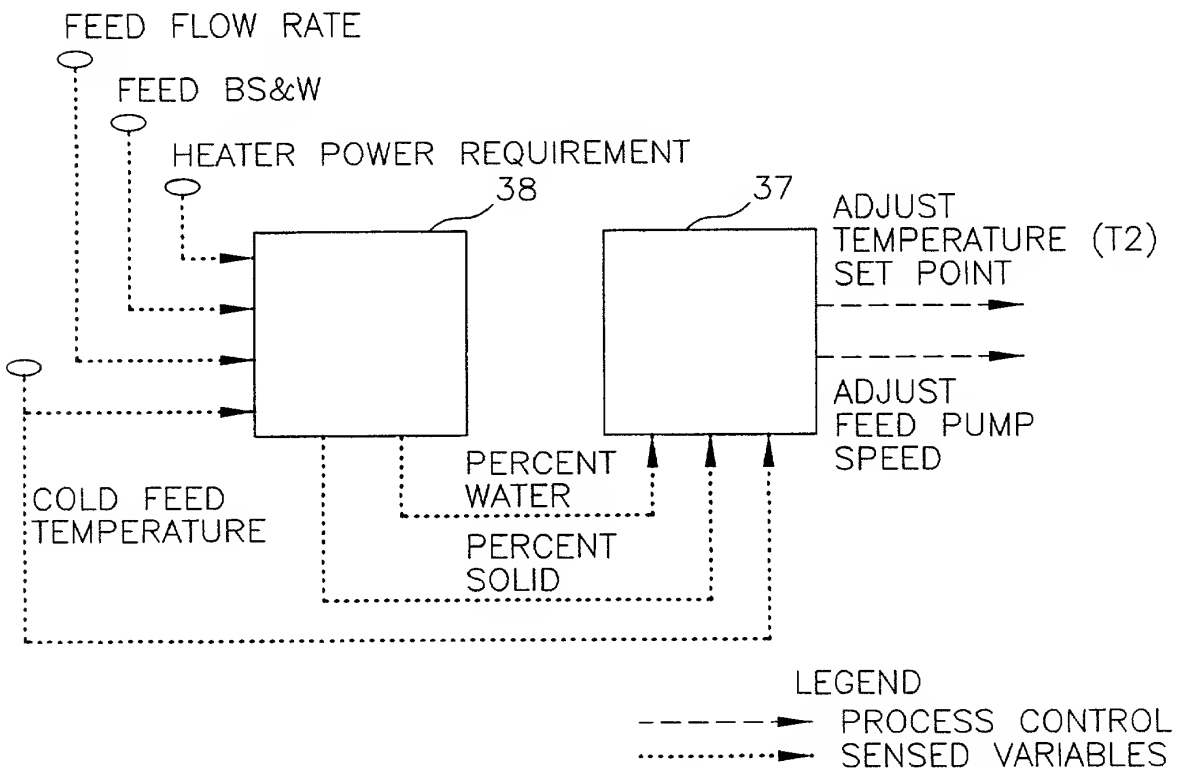 FEED FLOW RATE
FEED BS&W
HEATER POWER REQUIREMENT
38
37
ADJUST
TEMPERATURE (T2)
SET POINT
ADJUST
FEED PUMP
SPEED
PERCENT
WATER
COLD FEED
TEMPERATURE
PERCENT
SOLID
LEGEND
PROCESS CONTROL
SENSED VARIABLES